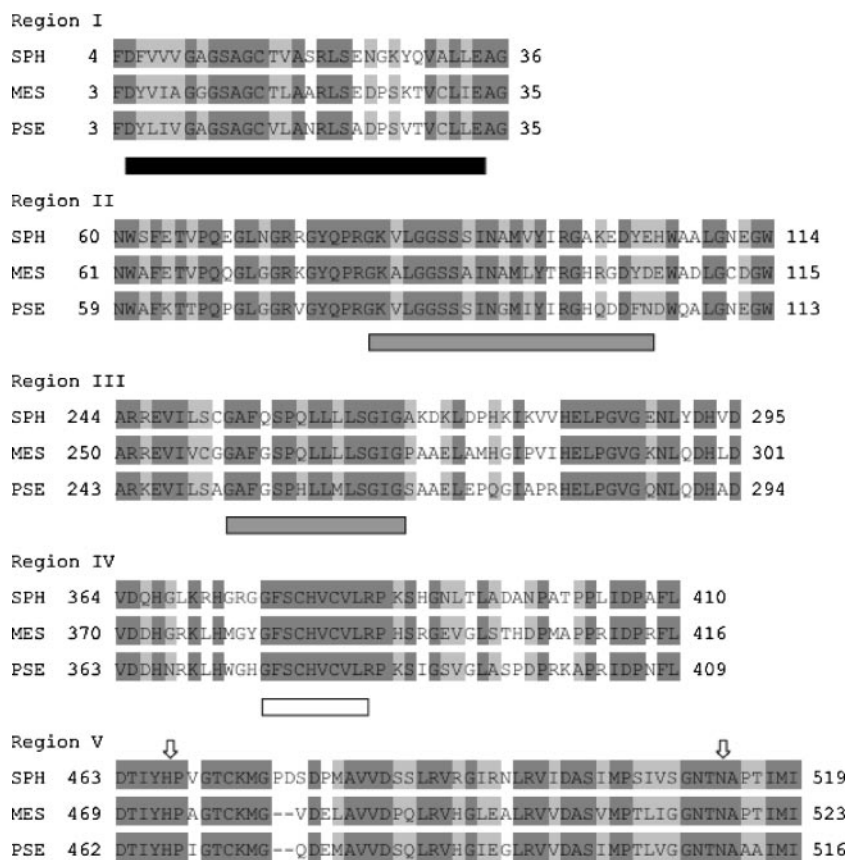 Region I
SPH 4 FDFVVVGAGSAGCTVASRLSENGKYQVALLEAG 36
MES 3 FDYVIAGGGSAGCTLAARLSEDPSKTVCLIEAG 35
PSE 3 FDYLIVGAGSAGCVLANRLSADPSVTVCLLEAG 35
Region II
SPH 60 NWSFETVPQEGLNGRRGYQPRGKVLGGSSSINAMVYIRGAKEDYEHWAALGNEGW 114
MES 61 NWAFETVPQQGLGGRKGYQPRGKALGGSSAINAMLYTRGHRGDYDEWADLGCDGW 115
PSE 59 NWAFKTTPQPGLGGRVGYQPRGKVLGGSSSINGMIYIRGHQDDFNDWQALGNEGW 113
Region III
SPH 244 ARREVILSCGAFQSPQLLLLSGIGAKDKLDPHKIKVVHELPGVGENLYDHVD 295
MES 250 ARREVIVCGGAFGSPQLLLLSGIGPAAELAMHGIPVIHELPGVGKNLQDHLD 301
PSE 243 ARKEVILSAGAFGSPHLLMLSGIGSAAELEPQGIAPRHELPGVGQNLQDHAD 294
Region IV
SPH 364 VDQHGLKRHGRGGFSCHVCVLRPKSHGNLTLADANPATPPLIDPAFL 410
MES 370 VDDHGRKLHMGYGFSCHVCVLRPHSRGEVGLSTHDPMAPPRIDPRFL 416
PSE 363 VDDHNRKLHWGHGFSCHVCVLRPKSIGSVGLASPDPRKAPRIDPNFL 409
Region V
SPH 463 DTIYHPVGTCKMGPDSDPMAVVDSSLRVRGIRNLRVIDASIMPSIVSGNTNAPTIMI 519
MES 469 DTIYHPAGTCKMG--VDELAVVDPQLRVHGLEALRVVDASVMPTLIGGNTNAPTIMI 523
PSE 462 DTIYHPIGTCKMG--QDEMAVVDSQLRVHGIEGLRVVDASVMPTLVGGNTNAAAIMI 516